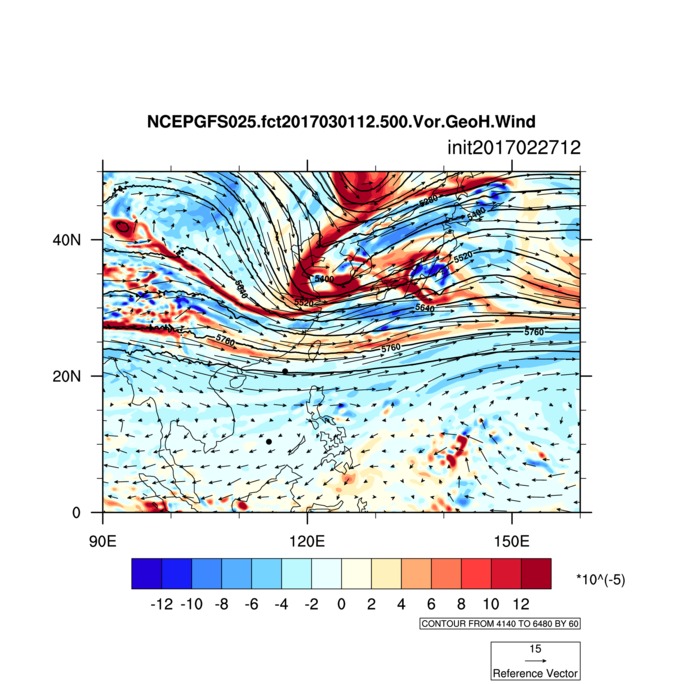 NCEPGFS025.fct2017030112.500.Vor.GeoH.Wind
init2017022712
5280
5400
40N
5520
5400
5640
5520
5640
5760
5760
5760
20N
0
90E 120E 150E
-12 -10 -8 -6 -4 -2 0 2 4 6 8 10 12
*10^(-5)
CONTOUR FROM 4140 TO 6480 BY 60
15
Reference Vector